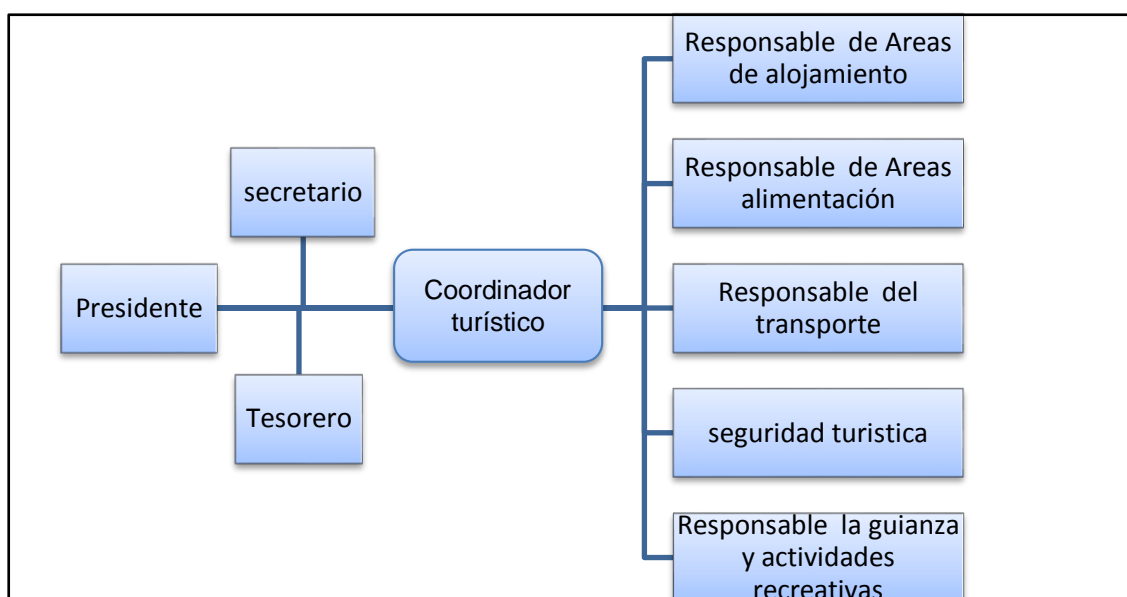 Responsable de Areas
de alojamiento
secretario
Responsable de Areas
alimentación
Presidente
Coordinador
turístico
Responsable del
transporte
Tesorero
seguridad turistica
Responsable la guianza
y actividades
recreativas